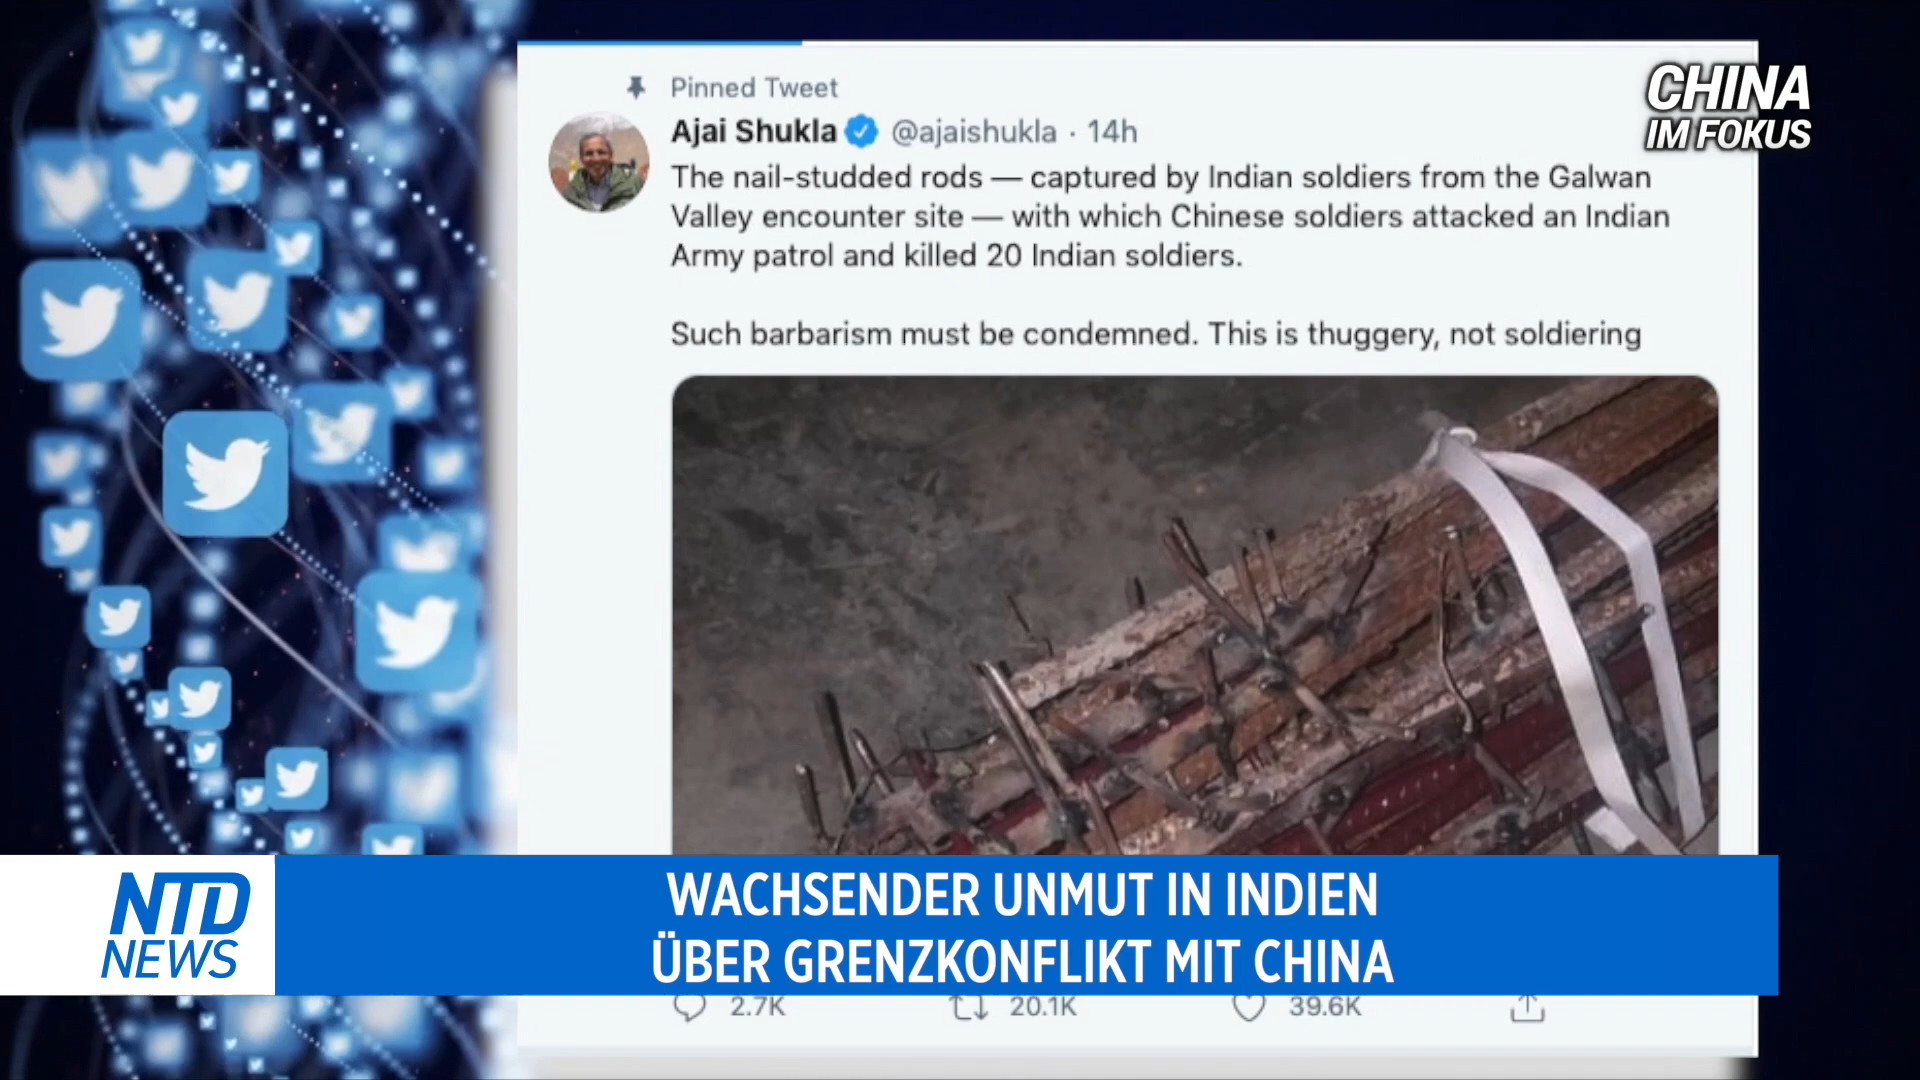 CHINA
IM FOKUS
Pinned Tweet
Ajai Shukla @ajaishukla · 14h
The nail-studded rods — captured by Indian soldiers from the Galwan
Valley encounter site — with which Chinese soldiers attacked an Indian
Army patrol and killed 20 Indian soldiers.
Such barbarism must be condemned. This is thuggery, not soldiering
NTD
NEWS
WACHSENDER UNMUT IN INDIEN
ÜBER GRENZKONFLIKT MIT CHINA
2.7K 20.1K 39.6K